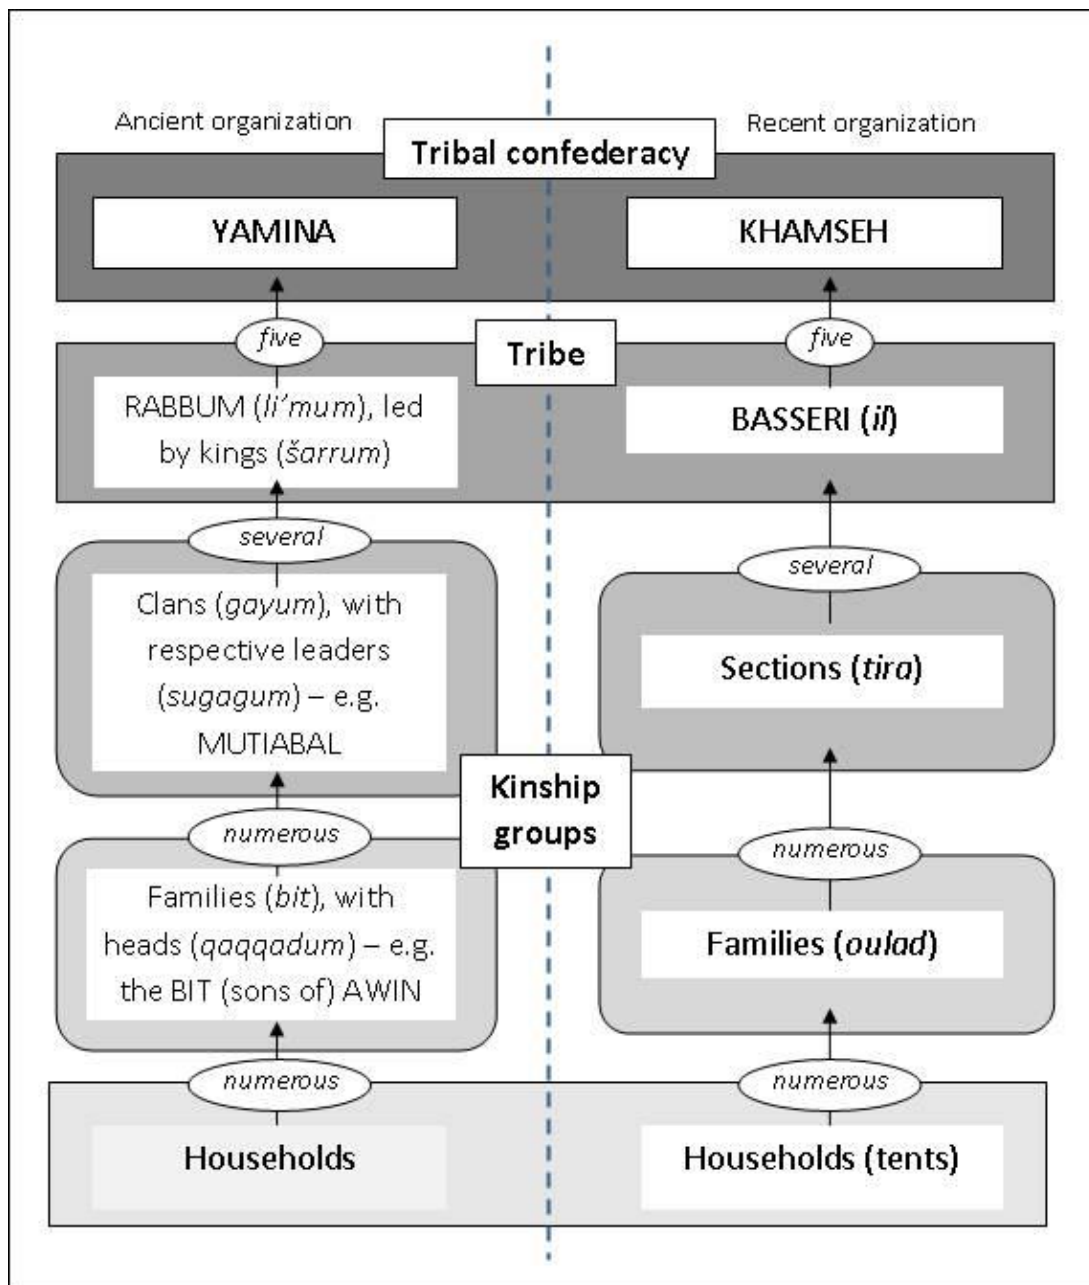 Ancient organization
Recent organization
Tribal confederacy
YAMINA
KHAMSEH
five
five
Tribe
RABBUM (li’mum), led
by kings (šarrum)
BASSERI (il)
several
several
Clans (gayum), with
respective leaders
(sugagum) – e.g.
MUTIABAL
Sections (tira)
Kinship
groups
numerous
numerous
Families (bit), with
heads (qaqqadum) – e.g.
the BIT (sons of) AWIN
Families (oulad)
numerous
numerous
Households
Households (tents)